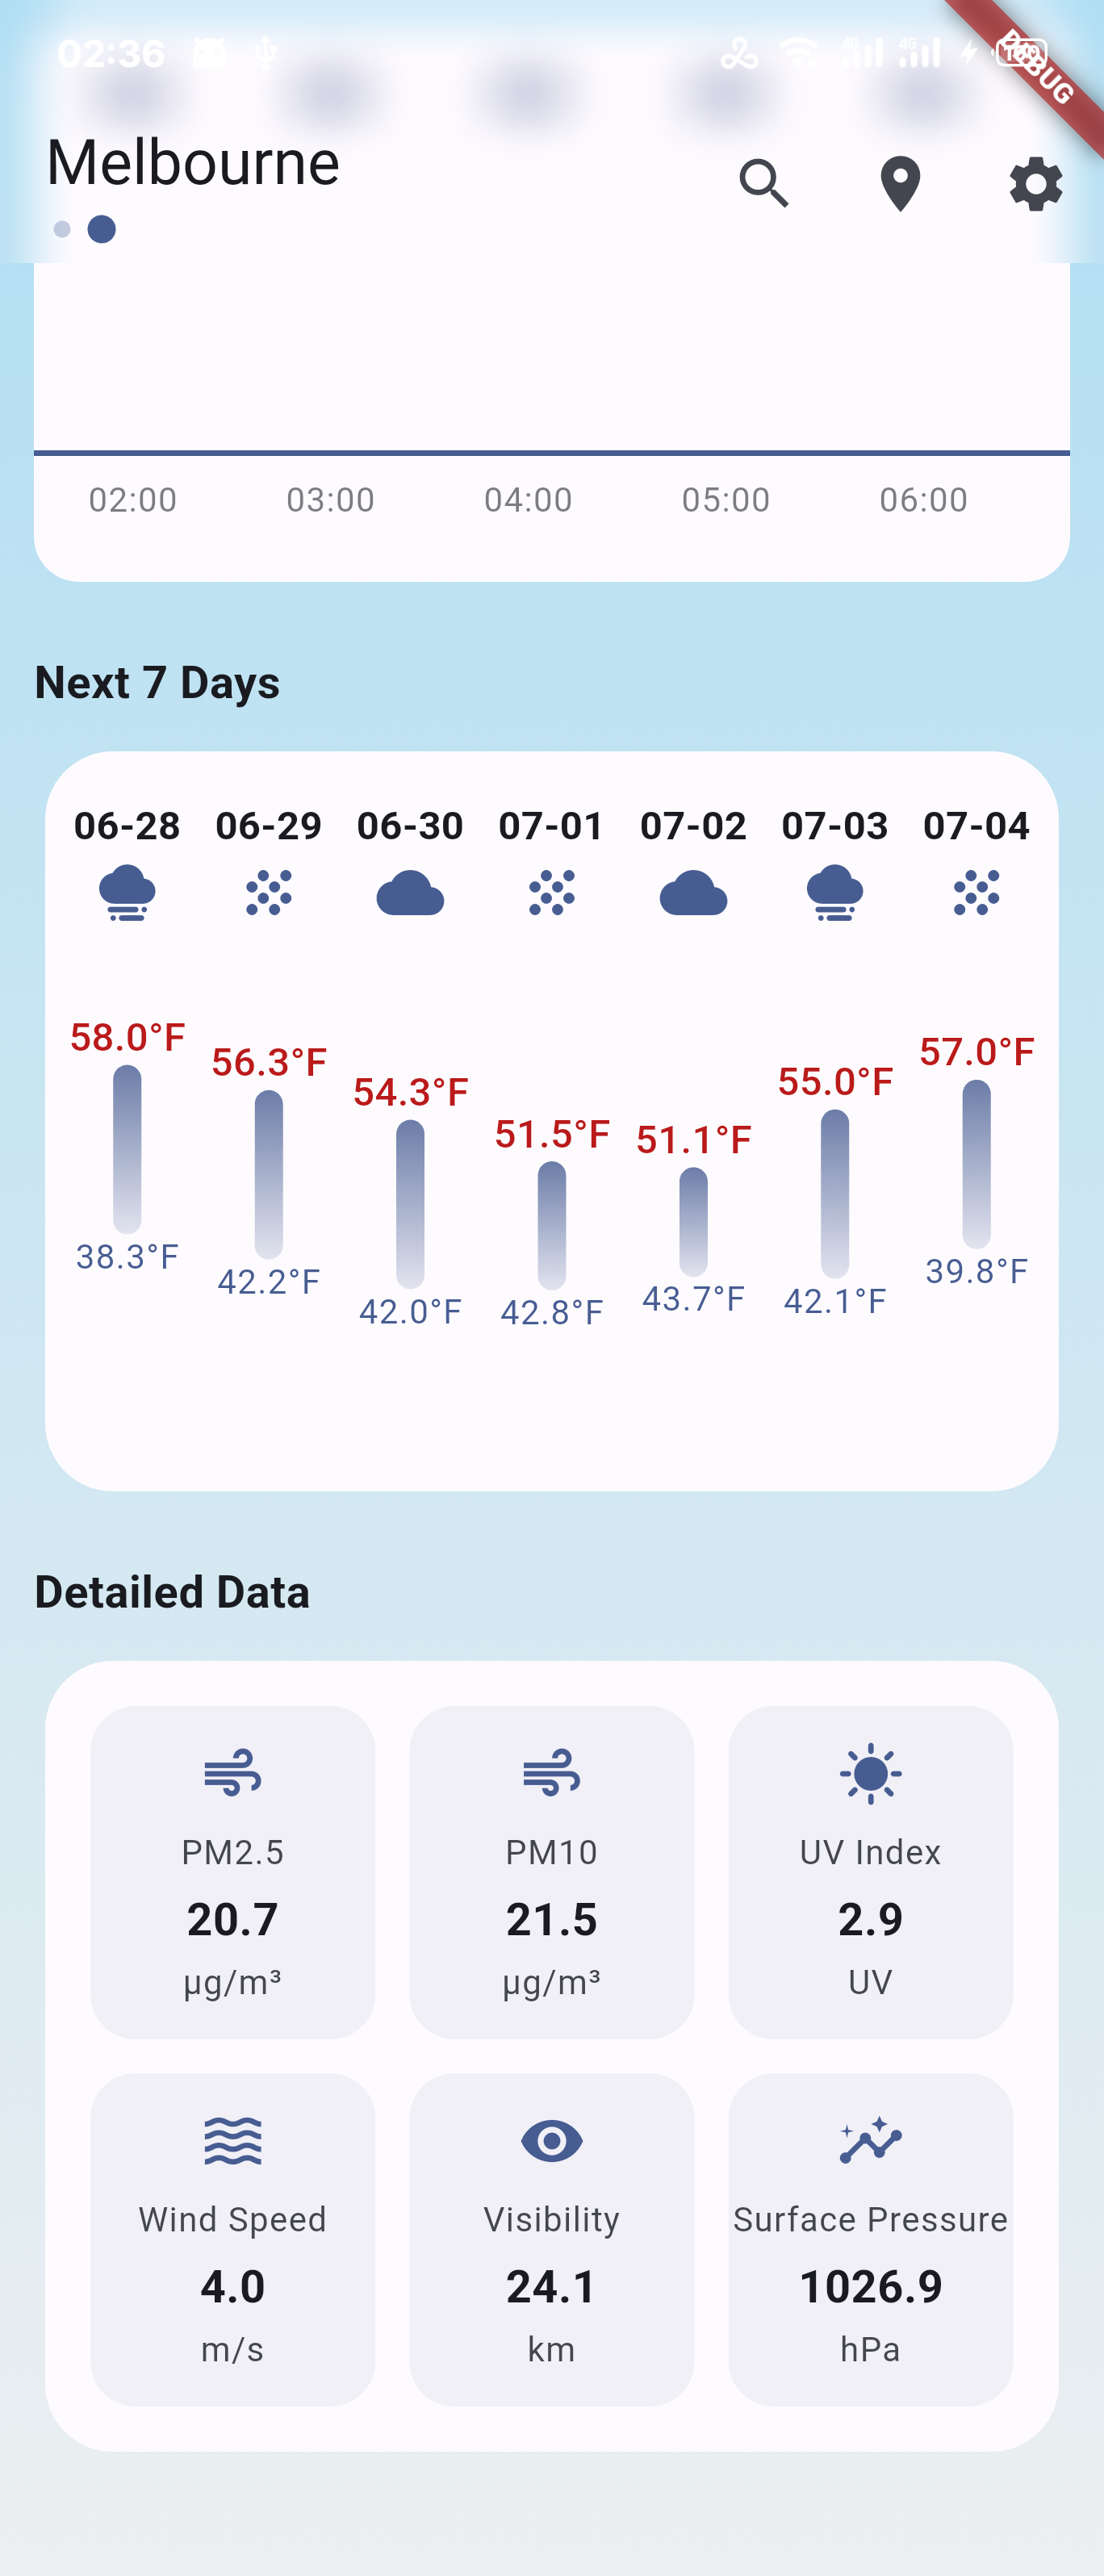 02:36
4G 4G
DEBUG
Melbourne
02:00 03:00 04:00 05:00 06:00
Next 7 Days
06-28 06-29 06-30 07-01 07-02 07-03 07-04
58.0°F 56.3°F 54.3°F 51.5°F 51.1°F 55.0°F 57.0°F
38.3°F 42.2°F 42.0°F 42.8°F 43.7°F 42.1°F 39.8°F
Detailed Data
PM2.5 PM10 UV Index
20.7 21.5 2.9
μg/m³ μg/m³ UV
Wind Speed Visibility Surface Pressure
4.0 24.1 1026.9
m/s km hPa